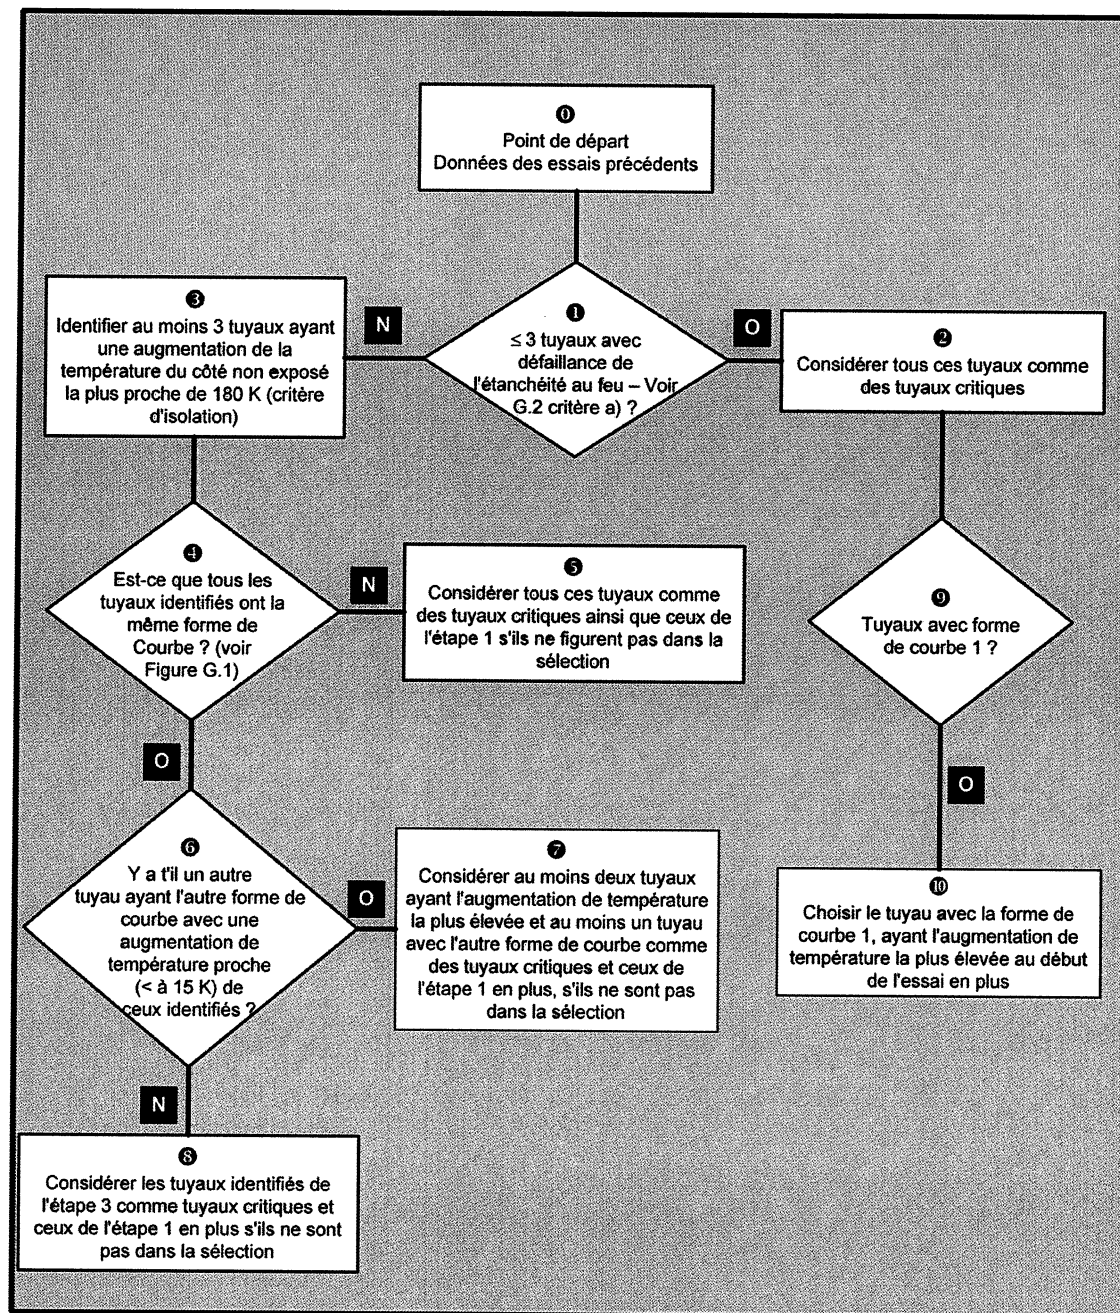 ⓿
Point de départ
Données des essais précédents
❶
≤ 3 tuyaux avec
défaillance de
l'étanchéité au feu – Voir
G.2 critère a) ?
N
O
❸
Identifier au moins 3 tuyaux ayant
une augmentation de la
température du côté non exposé
la plus proche de 180 K (critère
d'isolation)
❷
Considérer tous ces tuyaux comme
des tuyaux critiques
❹
Est-ce que tous les
tuyaux identifiés ont la
même forme de
Courbe ? (voir
Figure G.1)
N
❺
Considérer tous ces tuyaux comme
des tuyaux critiques ainsi que ceux de
l'étape 1 s'ils ne figurent pas dans la
sélection
❾
Tuyaux avec forme
de courbe 1 ?
O
O
❻
Y a t'il un autre
tuyau ayant l'autre forme de
courbe avec une
augmentation de
température proche
(< à 15 K) de
ceux identifiés ?
O
❼
Considérer au moins deux tuyaux
ayant l'augmentation de température
la plus élevée et au moins un tuyau
avec l'autre forme de courbe comme
des tuyaux critiques et ceux de
l'étape 1 en plus, s'ils ne sont pas
dans la sélection
❿
Choisir le tuyau avec la forme de
courbe 1, ayant l'augmentation de
température la plus élevée au début
de l'essai en plus
N
❽
Considérer les tuyaux identifiés de
l'étape 3 comme tuyaux critiques et
ceux de l'étape 1 en plus s'ils ne sont
pas dans la sélection